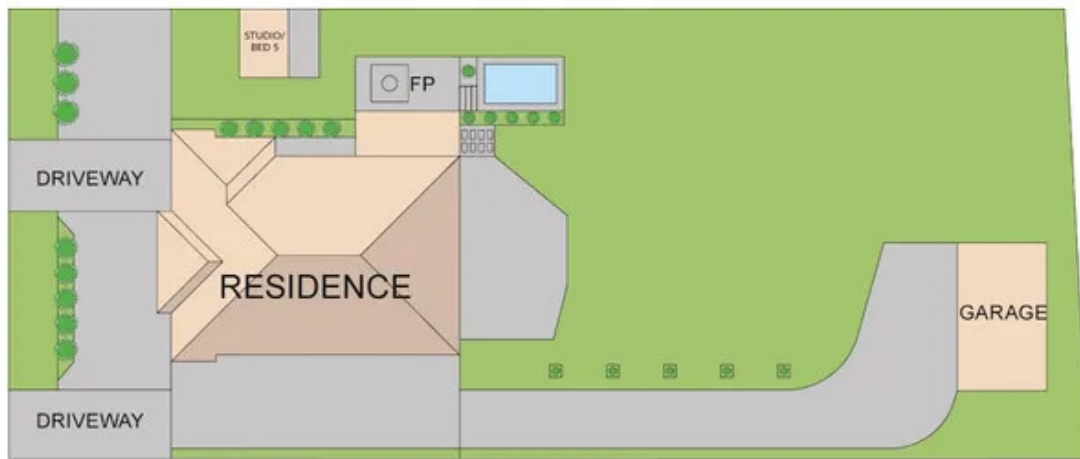 STUDIO/
BED 5
FP
DRIVEWAY
RESIDENCE
GARAGE
DRIVEWAY